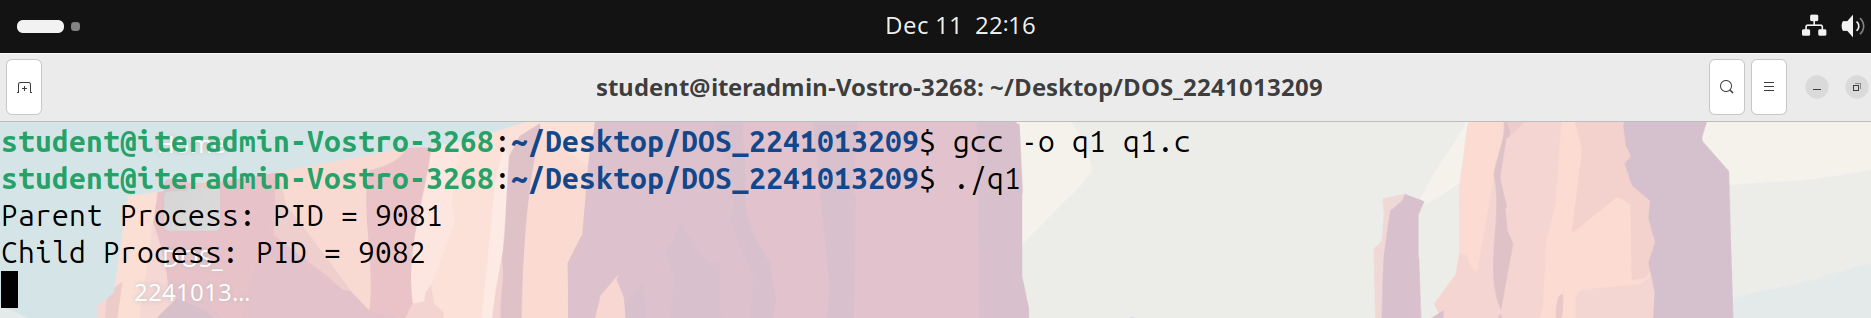 Dec 11 22:16
student@iteradmin-Vostro-3268: ~/Desktop/DOS_2241013209
student@iteradmin-Vostro-3268:~/Desktop/DOS_2241013209$ gcc -o q1 q1.c
student@iteradmin-Vostro-3268:~/Desktop/DOS_2241013209$ ./q1
Parent Process: PID = 9081
Child Process: PID = 9082
DOS_
2241013...